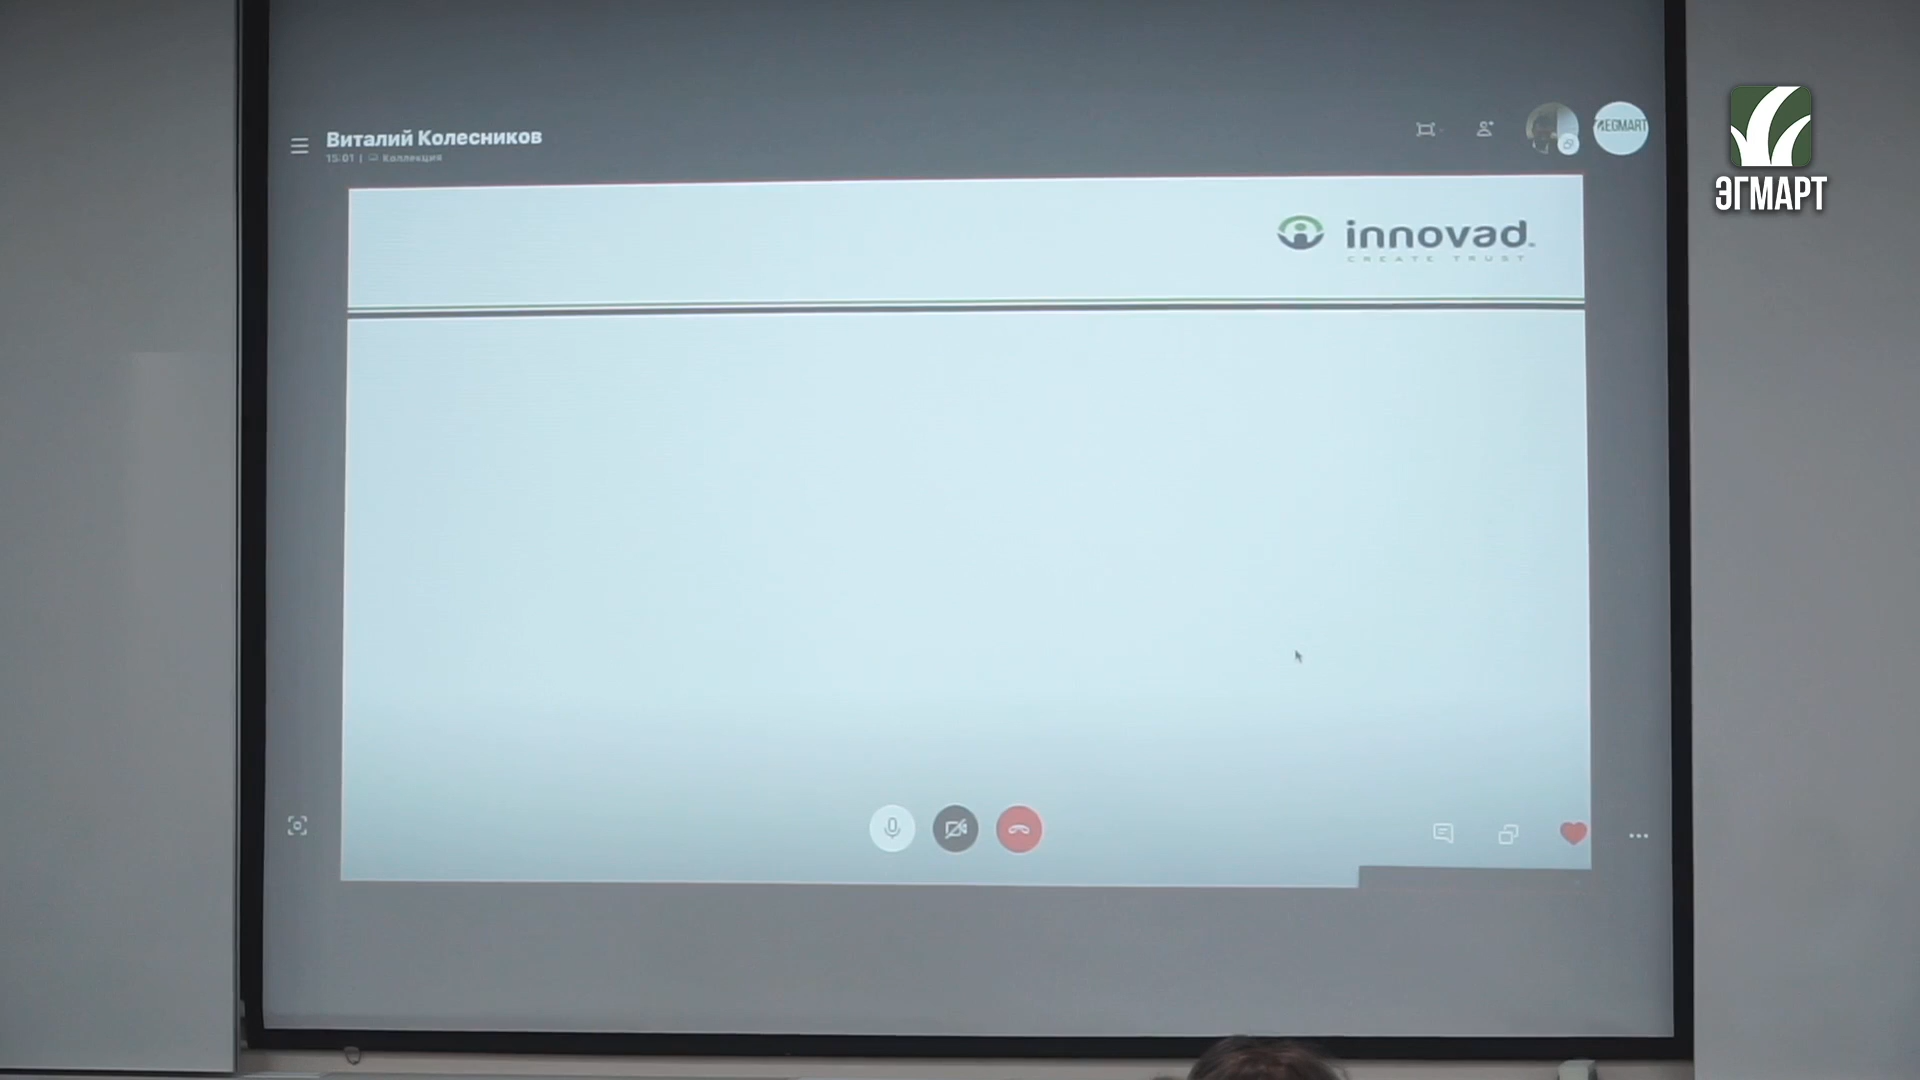 Виталий Колесников
15:01 | Коллекция
EGMART
innovad
CREATE TRUST
ЭГМАРТ